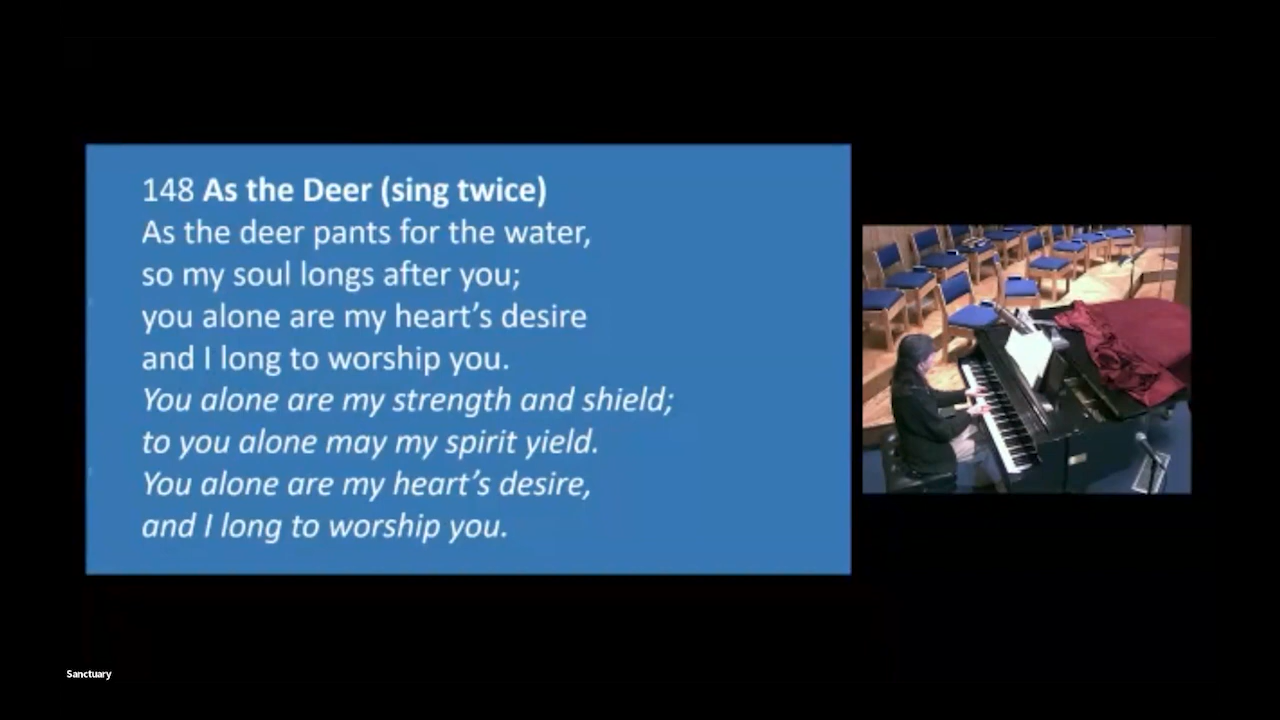 148 As the Deer (sing twice)
As the deer pants for the water,
so my soul longs after you;
you alone are my heart’s desire
and I long to worship you.
You alone are my strength and shield;
to you alone may my spirit yield.
You alone are my heart’s desire,
and I long to worship you.
Sanctuary